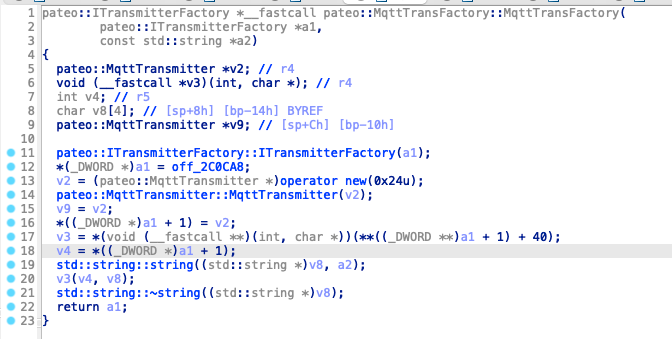 1 pateo::ITransmitterFactory *__fastcall pateo::MqttTransFactory::MqttTransFactory(
2         pateo::ITransmitterFactory *a1,
3         const std::string *a2)
4 {
5   pateo::MqttTransmitter *v2; // r4
6   void (__fastcall *v3)(int, char *); // r4
7   int v4; // r5
8   char v8[4]; // [sp+8h] [bp-14h] BYREF
9   pateo::MqttTransmitter *v9; // [sp+Ch] [bp-10h]
10
11   pateo::ITransmitterFactory::ITransmitterFactory(a1);
12   *(_DWORD *)a1 = off_2C0CA8;
13   v2 = (pateo::MqttTransmitter *)operator new(0x24u);
14   pateo::MqttTransmitter::MqttTransmitter(v2);
15   v9 = v2;
16   *((_DWORD *)a1 + 1) = v2;
17   v3 = *(void (__fastcall **)(int, char *))(**((_DWORD **)a1 + 1) + 40);
18   v4 = *((_DWORD *)a1 + 1);
19   std::string::string((std::string *)v8, a2);
20   v3(v4, v8);
21   std::string::~string((std::string *)v8);
22   return a1;
23 }